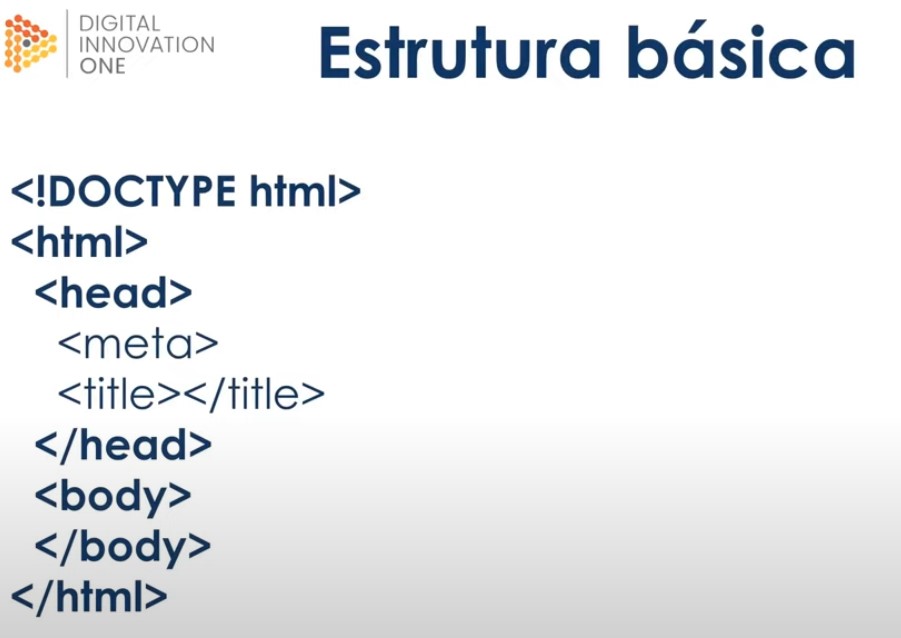 DIGITAL
INNOVATION
ONE
Estrutura básica
<!DOCTYPE html>
<html>
<head>
<meta>
<title></title>
</head>
<body>
</body>
</html>